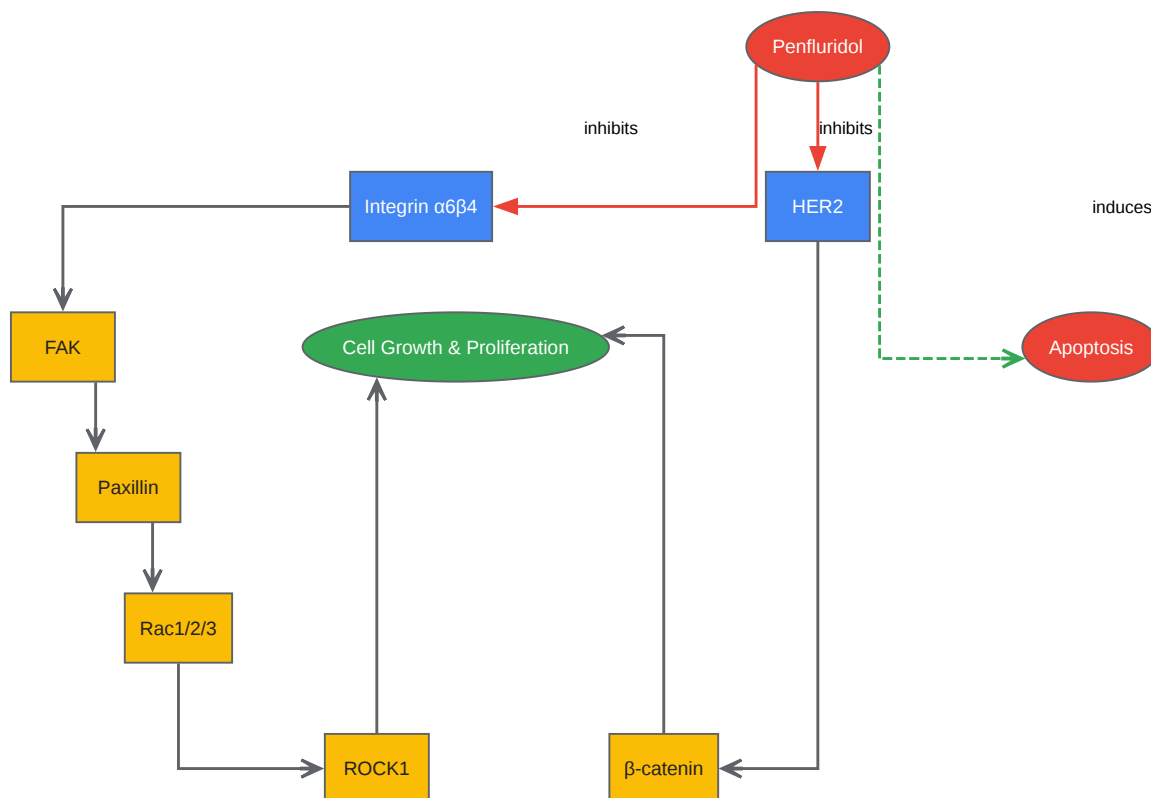 Penfluridol
inhibits
inhibits
Integrin α6β4
HER2
induces
FAK
Cell Growth & Proliferation
Apoptosis
Paxillin
Rac1/2/3
ROCK1
β-catenin